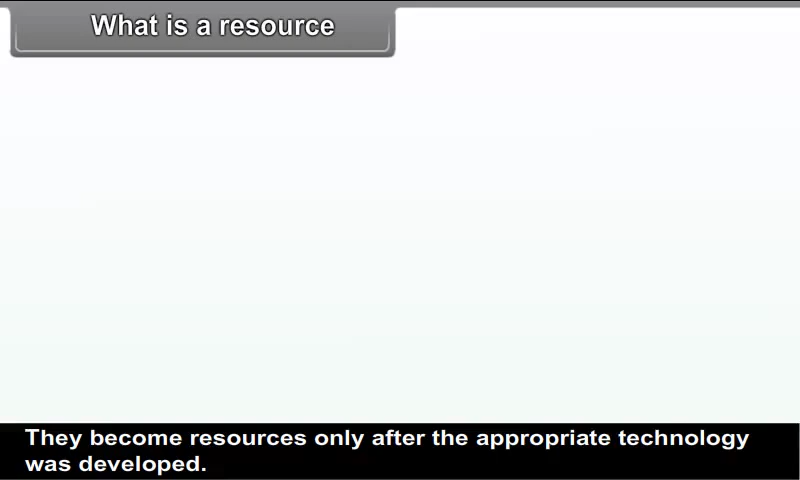 What is a resource
They become resources only after the appropriate technology
was developed.